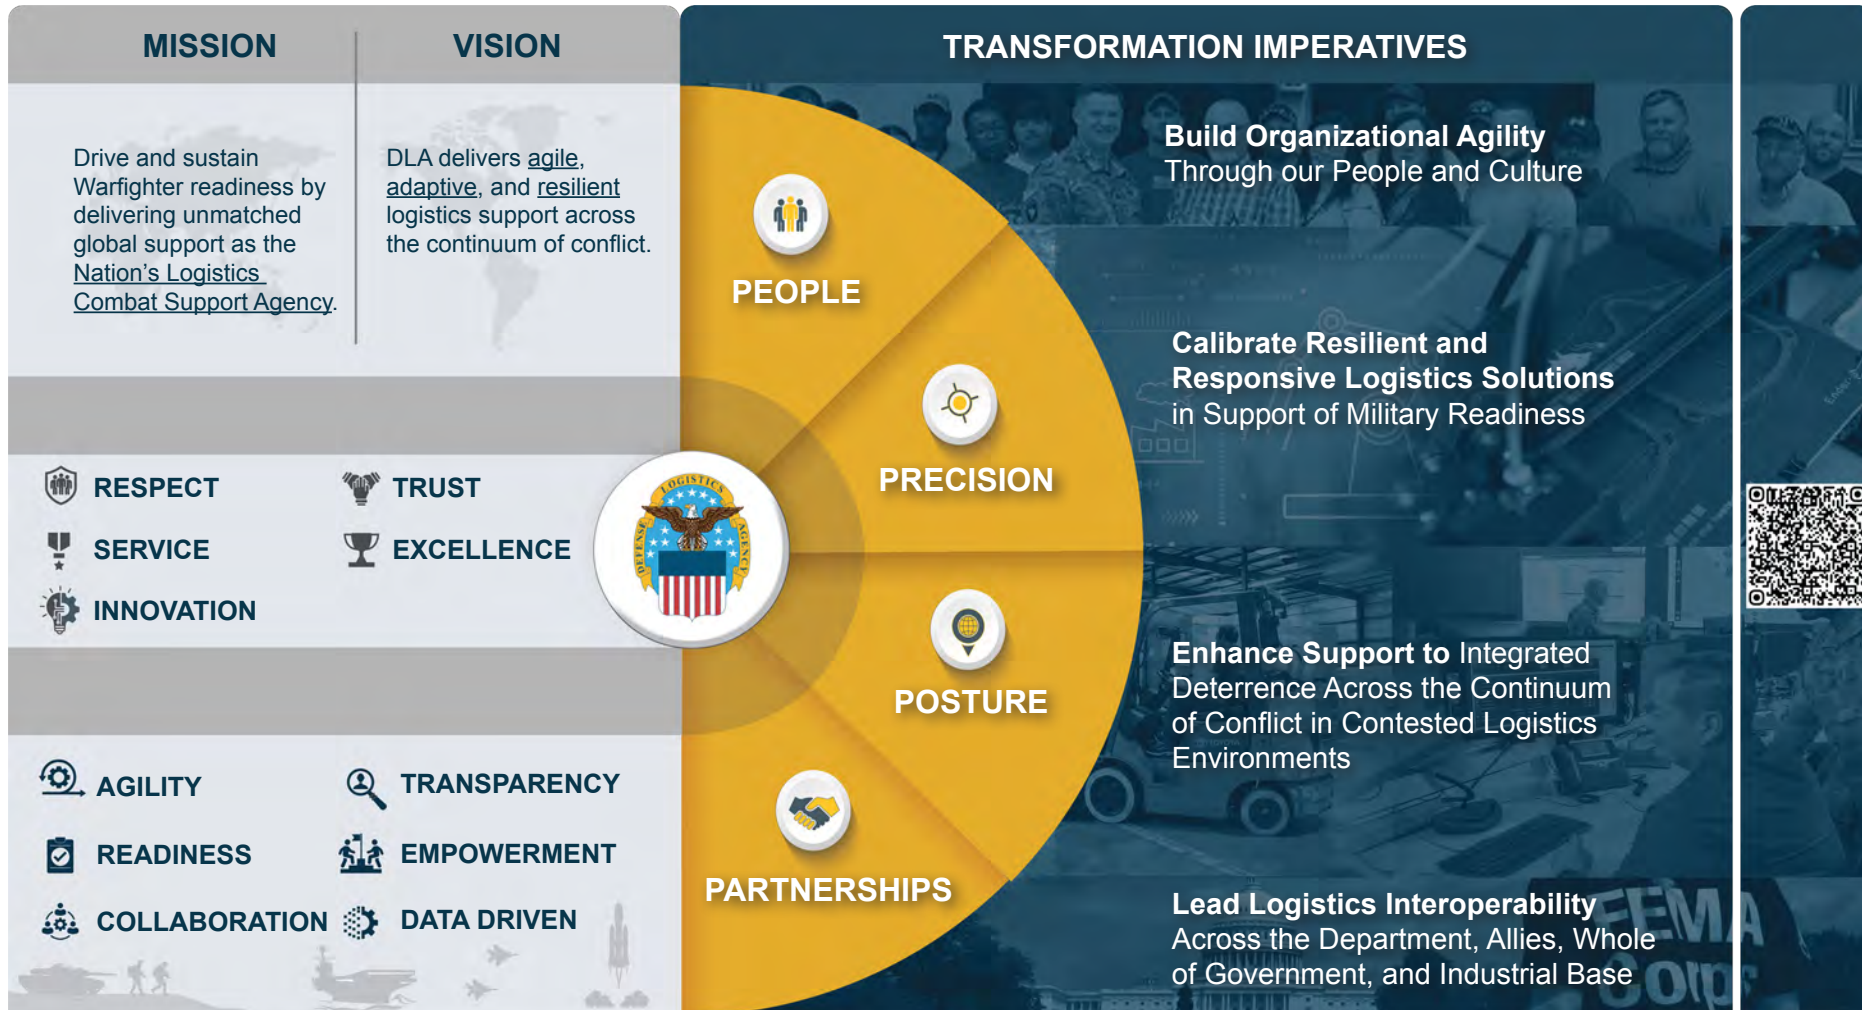 MISSION
VISION
TRANSFORMATION IMPERATIVES
Drive and sustain
Warfighter readiness by
delivering unmatched
global support as the
Nation’s Logistics
Combat Support Agency.
DLA delivers agile,
adaptive, and resilient
logistics support across
the continuum of conflict.
PEOPLE
Build Organizational Agility
Through our People and Culture
PRECISION
Calibrate Resilient and
Responsive Logistics Solutions
in Support of Military Readiness
RESPECT
TRUST
SERVICE
EXCELLENCE
INNOVATION
DEFENSE LOGISTICS AGENCY
POSTURE
Enhance Support to Integrated
Deterrence Across the Continuum
of Conflict in Contested Logistics
Environments
AGILITY
TRANSPARENCY
READINESS
EMPOWERMENT
COLLABORATION
DATA DRIVEN
PARTNERSHIPS
Lead Logistics Interoperability
Across the Department, Allies, Whole
of Government, and Industrial Base
FEMA
Corps